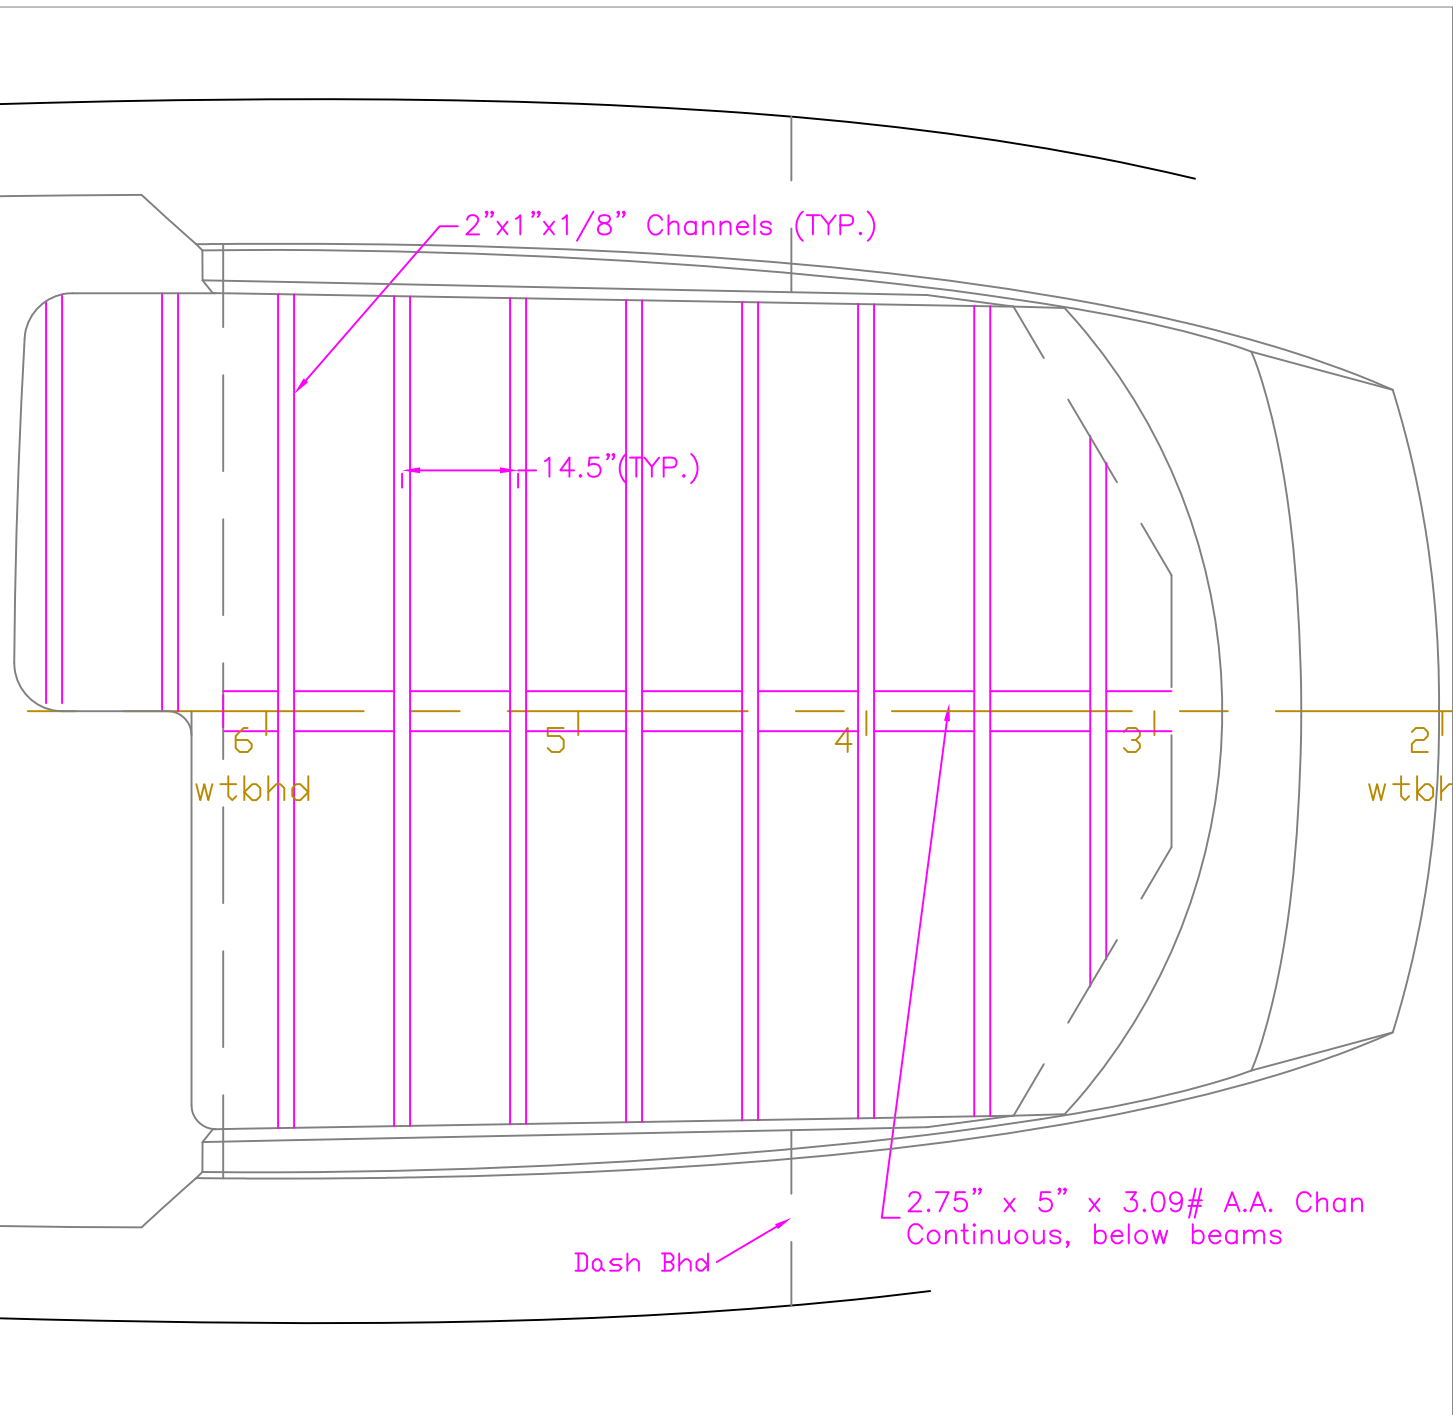 2"x1"x1/8" Channels (TYP.)
14.5"(TYP.)
6 5 4 3 2
wtbhd
2.75" x 5" x 3.09# A.A. Chan
Continuous, below beams
Dash Bhd